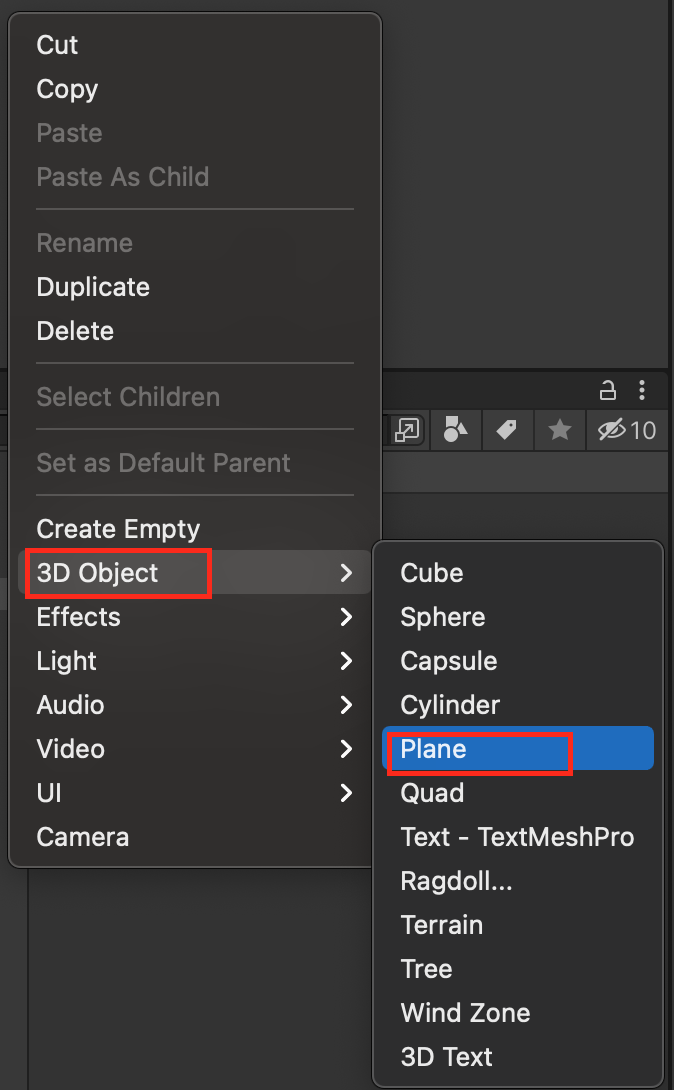 Cut
Copy
Paste
Paste As Child
Rename
Duplicate
Delete
Select Children
Set as Default Parent
10
Create Empty
3D Object
Effects
Light
Audio
Video
UI
Camera
Cube
Sphere
Capsule
Cylinder
Plane
Quad
Text - TextMeshPro
Ragdoll...
Terrain
Tree
Wind Zone
3D Text